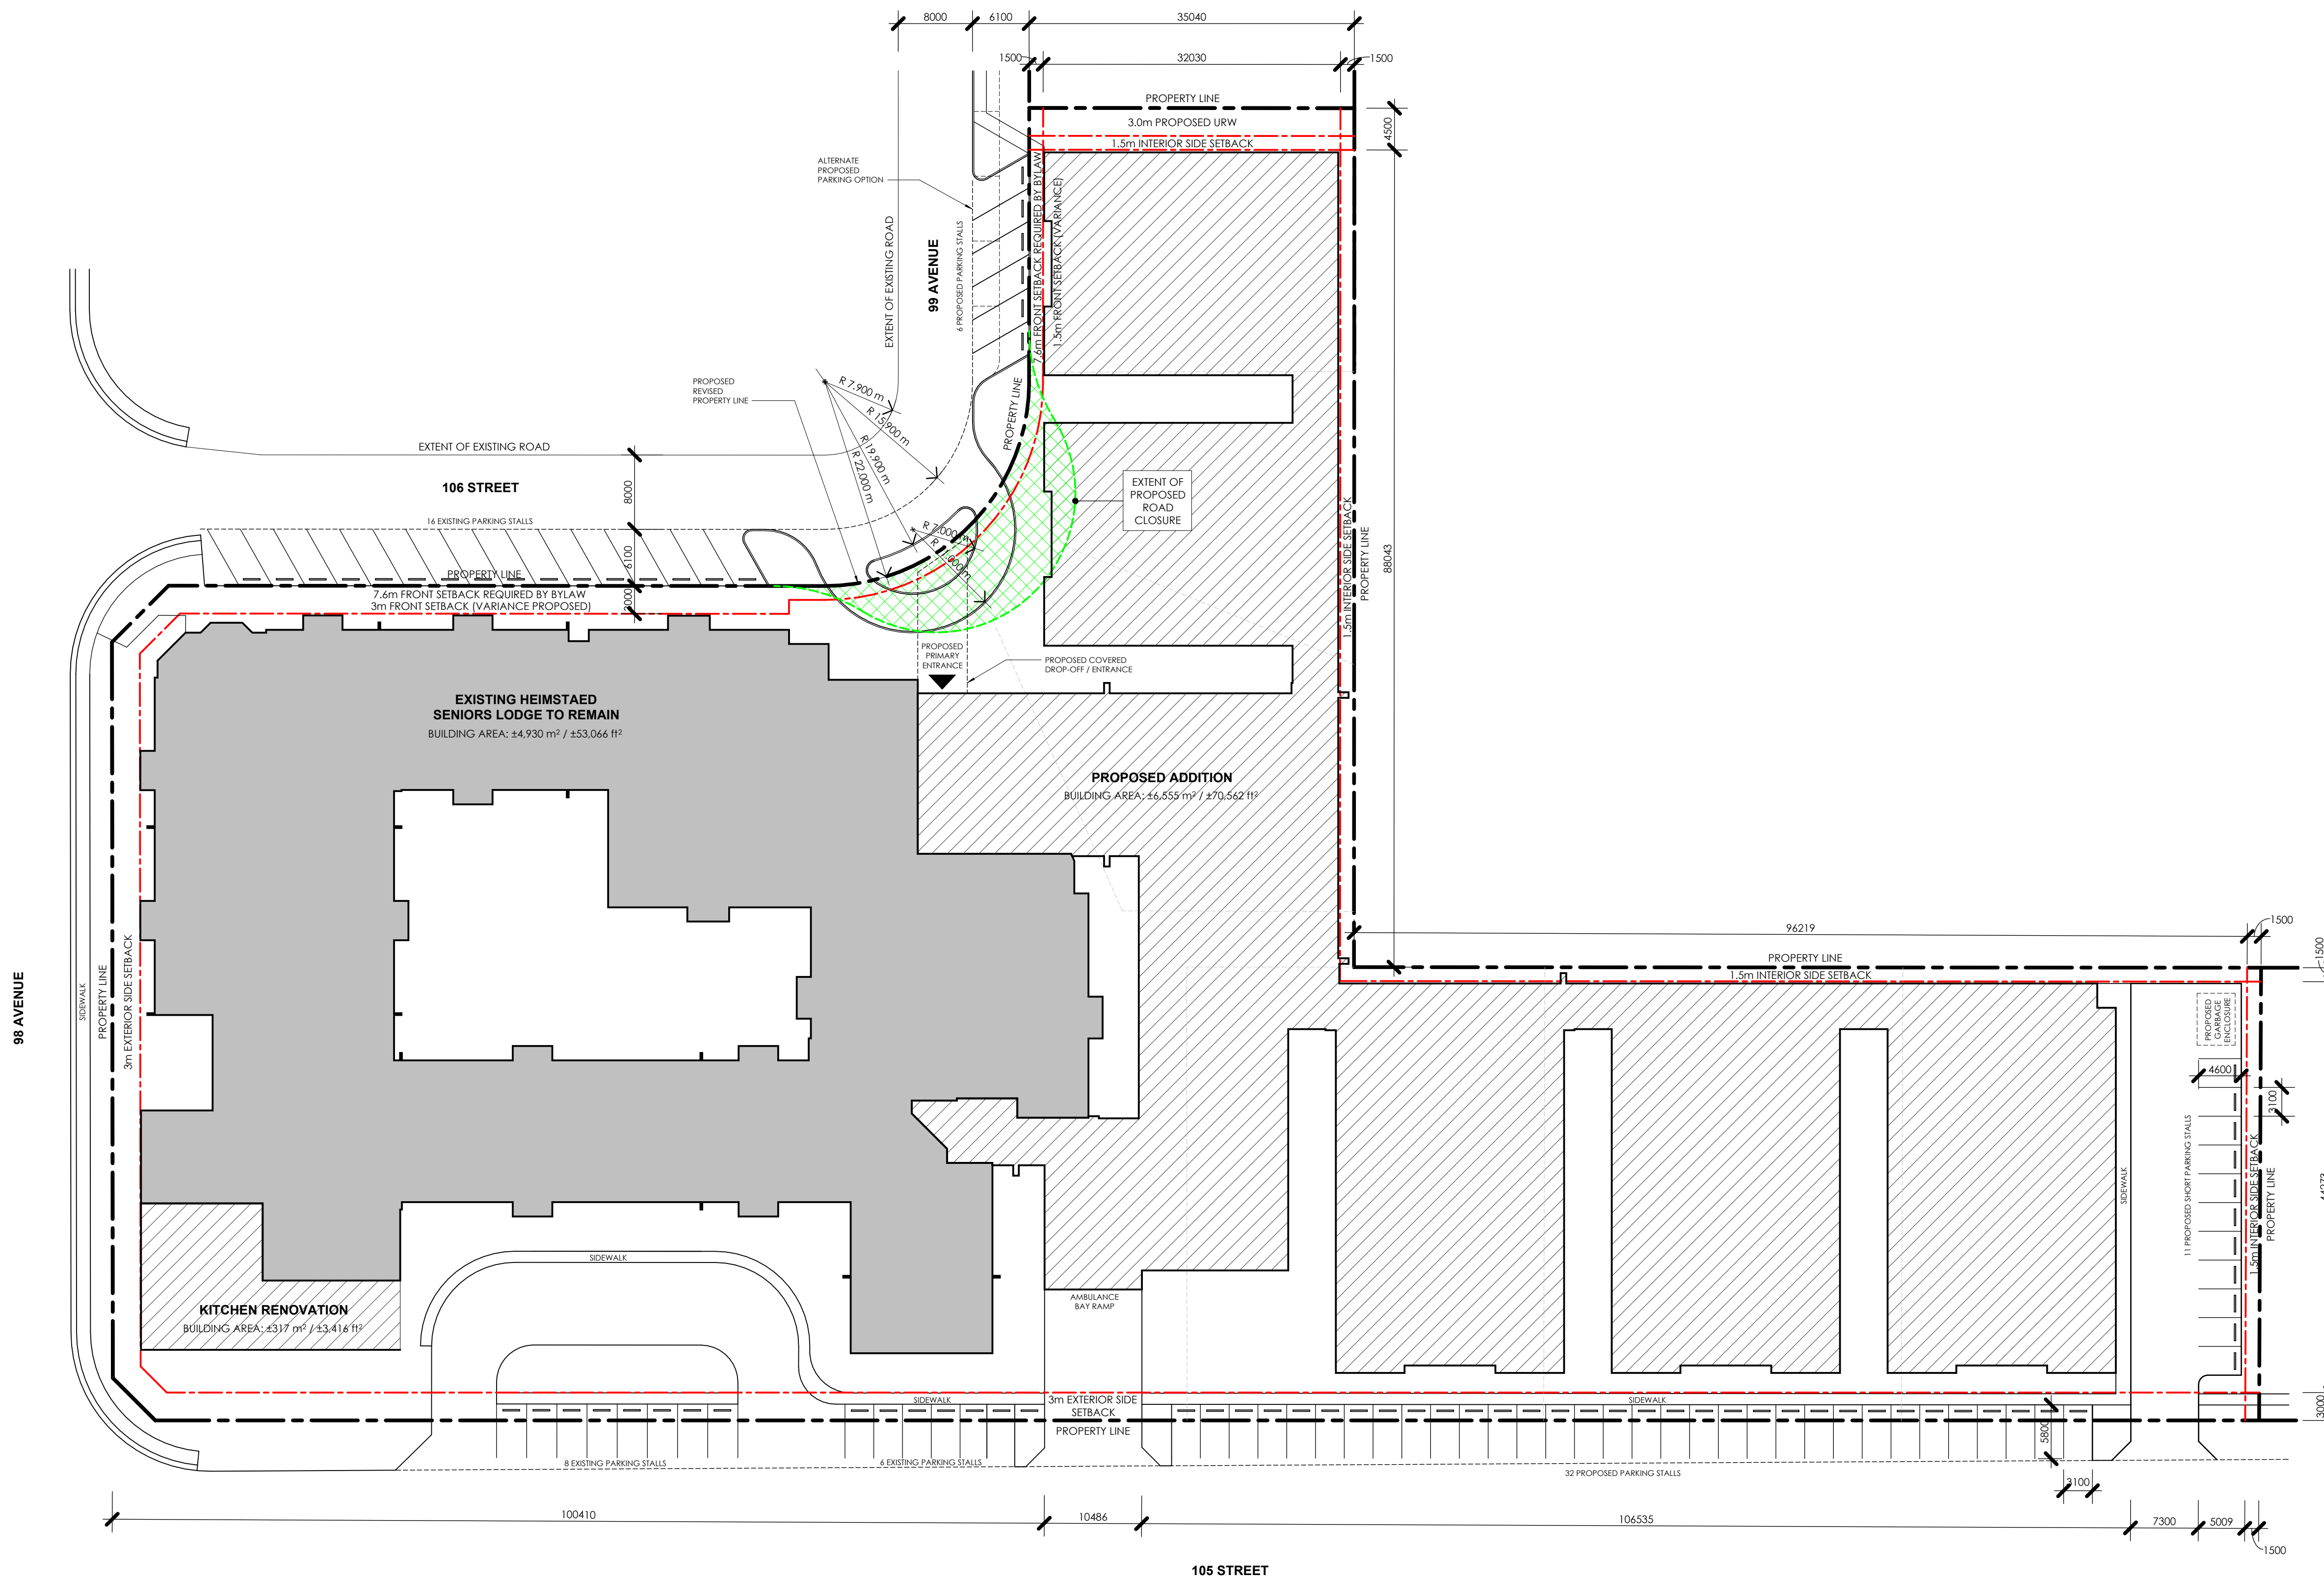 8000
6100
35040
1500
32030
1500
PROPERTY LINE
3.0m PROPOSED URW
1.5m INTERIOR SIDE SETBACK
4500
ALTERNATE
PROPOSED
PARKING OPTION
EXTENT OF EXISTING ROAD
99 AVENUE
6 PROPOSED PARKING STALLS
7.6m FRONT SETBACK REQUIRED BY BYLAW
1.5m FRONT SETBACK (VARIANCE)
PROPOSED
REVISED
PROPERTY LINE
R 7.900 m
R 15.900 m
R 19.900 m
R 22.000 m
PROPERTY LINE
EXTENT OF EXISTING ROAD
106 STREET
8000
16 EXISTING PARKING STALLS
6100
R 7.000 m
EXTENT OF
PROPOSED
ROAD
CLOSURE
1.5m INTERIOR SIDE SETBACK
PROPERTY LINE
88043
PROPERTY LINE
7.6m FRONT SETBACK REQUIRED BY BYLAW
3m FRONT SETBACK (VARIANCE PROPOSED)
3000
PROPOSED
PRIMARY
ENTRANCE
PROPOSED COVERED
DROP-OFF / ENTRANCE
EXISTING HEIMSTAED
SENIORS LODGE TO REMAIN
BUILDING AREA: ±4,930 m² / ±53,066 ft²
PROPOSED ADDITION
BUILDING AREA: ±6,555 m² / ±70,562 ft²
98 AVENUE
SIDEWALK
PROPERTY LINE
3m EXTERIOR SIDE SETBACK
96219
1500
1500
PROPERTY LINE
1.5m INTERIOR SIDE SETBACK
PROPOSED
GARBAGE
ENCLOSURE
4600
3100
11 PROPOSED SHORT PARKING STALLS
SIDEWALK
1.5m INTERIOR SIDE SETBACK
PROPERTY LINE
44273
SIDEWALK
KITCHEN RENOVATION
BUILDING AREA: ±317 m² / ±3,416 ft²
AMBULANCE
BAY RAMP
SIDEWALK
3m EXTERIOR SIDE
SETBACK
PROPERTY LINE
SIDEWALK
3000
5800
8 EXISTING PARKING STALLS
6 EXISTING PARKING STALLS
32 PROPOSED PARKING STALLS
3100
100410
10486
106535
7300
5009
1500
105 STREET